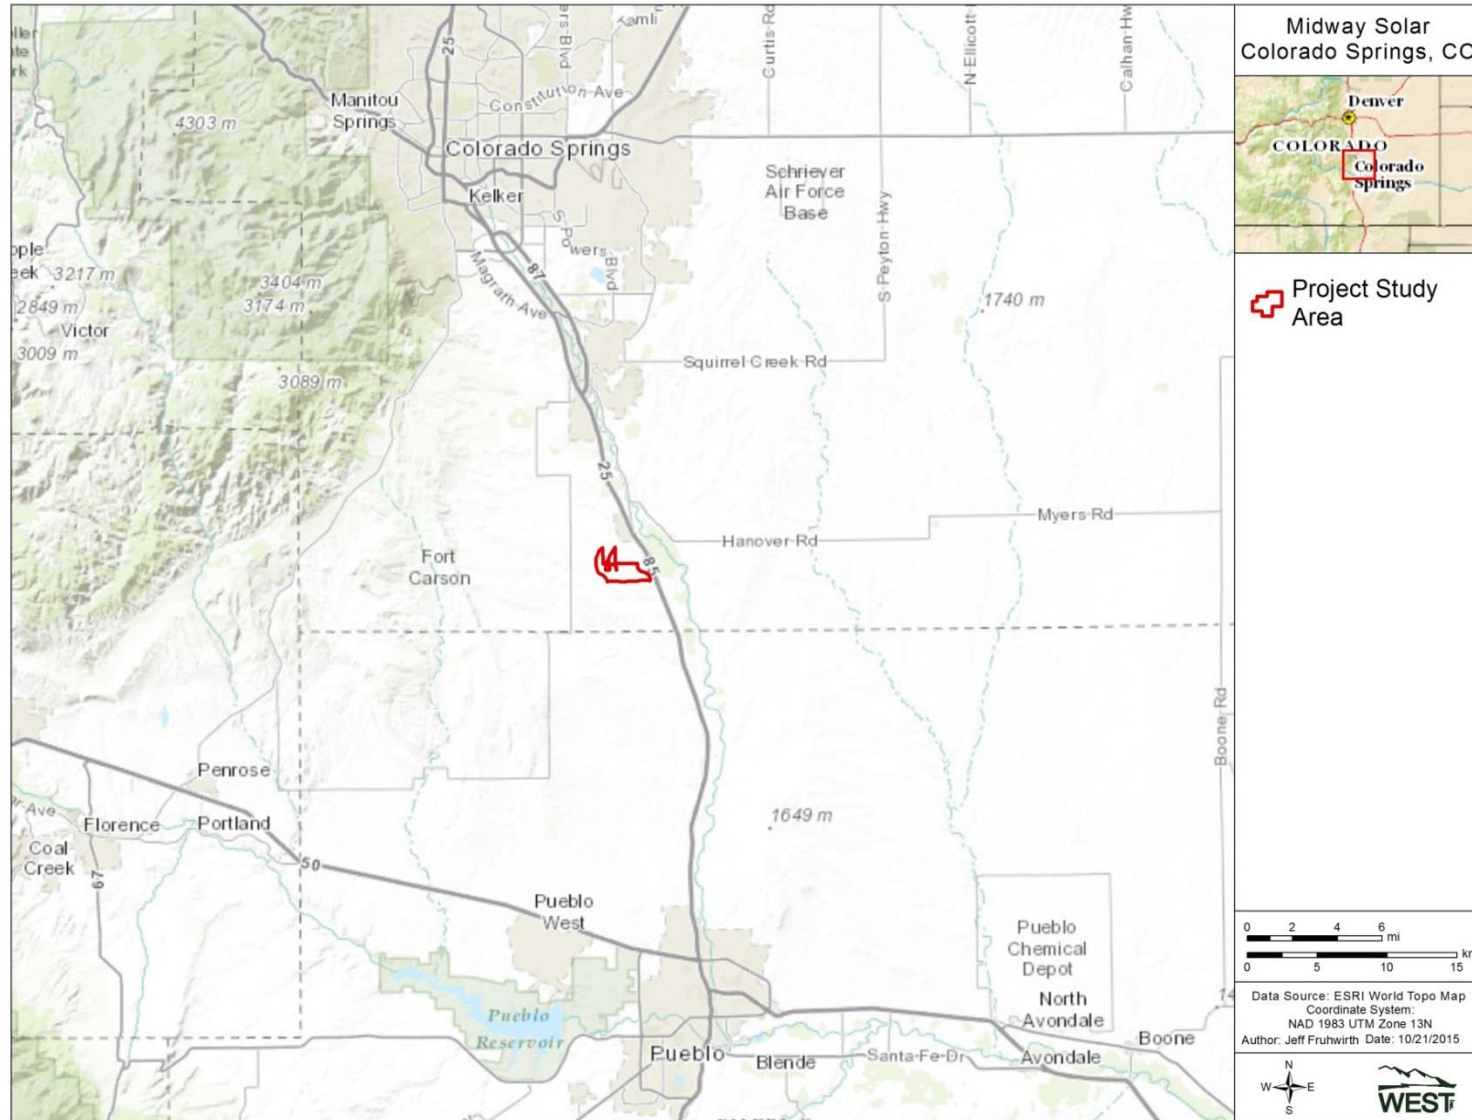 25
Constitution Ave
Curtis Rd
N Ellicott
Calhan Hw
Manitou
Springs
4303 m
Colorado Springs
Kelker
Schriever
Air Force
Base
S Powers Blvd
S Peyton Hwy
87
Magrath Ave
3217 m
3404 m
3174 m
2849 m
Victor
3009 m
1740 m
3089 m
Squirrel Creek Rd
25
Myers Rd
Hanover Rd
Fort
Carson
85
Boone Rd
Penrose
Florence
Portland
1649 m
Coal
Creek
67
50
Pueblo
West
Pueblo
Chemical
Depot
North
Avondale
Pueblo
Reservoir
Pueblo
Blende
Santa Fe Dr
Avondale
Boone
Midway Solar
Colorado Springs, CO
Denver
COLORADO
Colorado
Springs
Project Study
Area
0 2 4 6
mi
0 5 10 15
km
Data Source: ESRI World Topo Map
Coordinate System:
NAD 1983 UTM Zone 13N
Author: Jeff Fruhwirth Date: 10/21/2015
N
W E
S
WEST